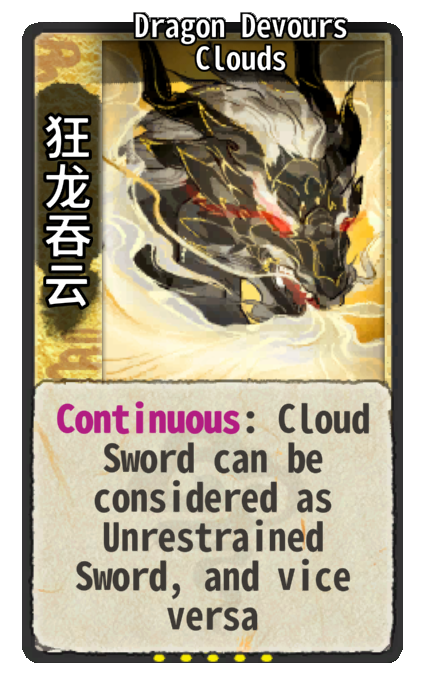 Dragon Devours
Clouds
狂龙吞云
Continuous: Cloud
Sword can be
considered as
Unrestrained
Sword, and vice
versa